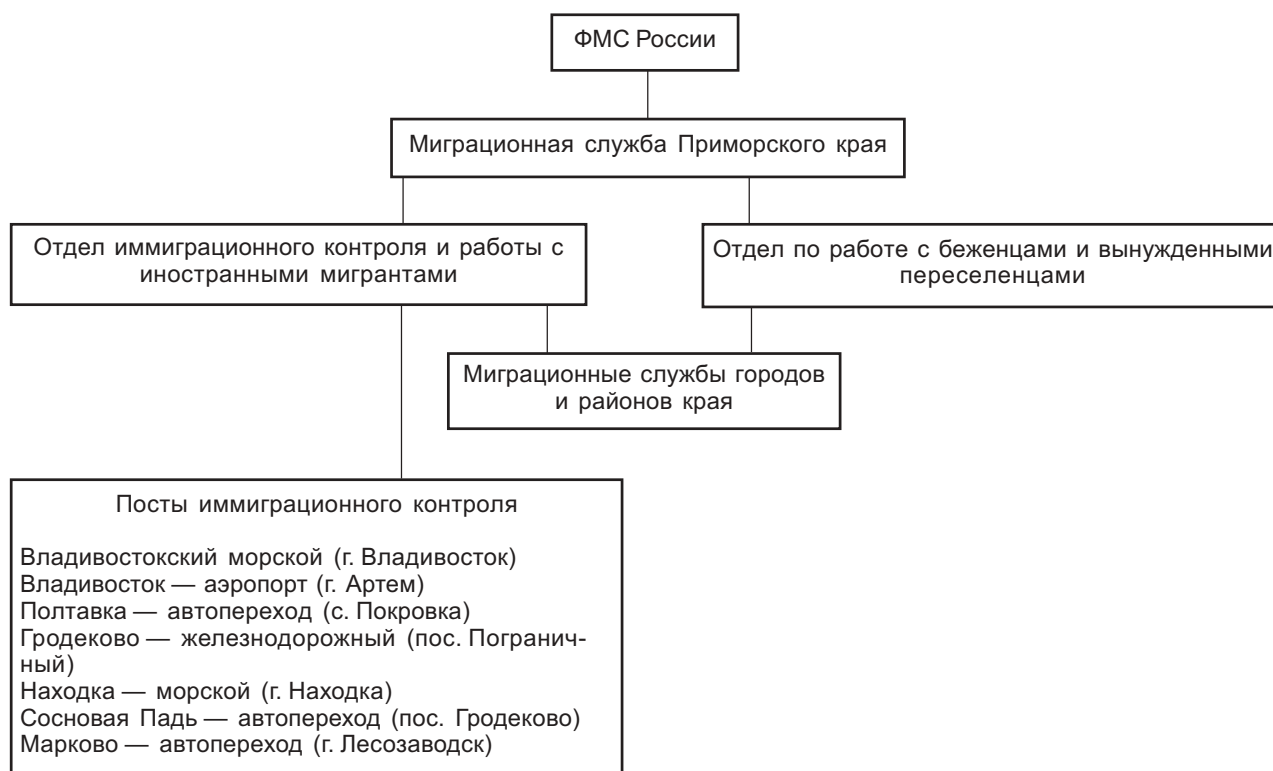 ФМС России
Миграционная служба Приморского края
Отдел иммиграционного контроля и работы с
иностранными мигрантами
Отдел по работе с беженцами и вынужденными
переселенцами
Миграционные службы городов
и районов края
Посты иммиграционного контроля
Владивостокский морской (г. Владивосток)
Владивосток — аэропорт (г. Артем)
Полтавка — автопереход (с. Покровка)
Гродеково — железнодорожный (пос. Погранич-
ный)
Находка — морской (г. Находка)
Сосновая Падь — автопереход (пос. Гродеково)
Марково — автопереход (г. Лесозаводск)